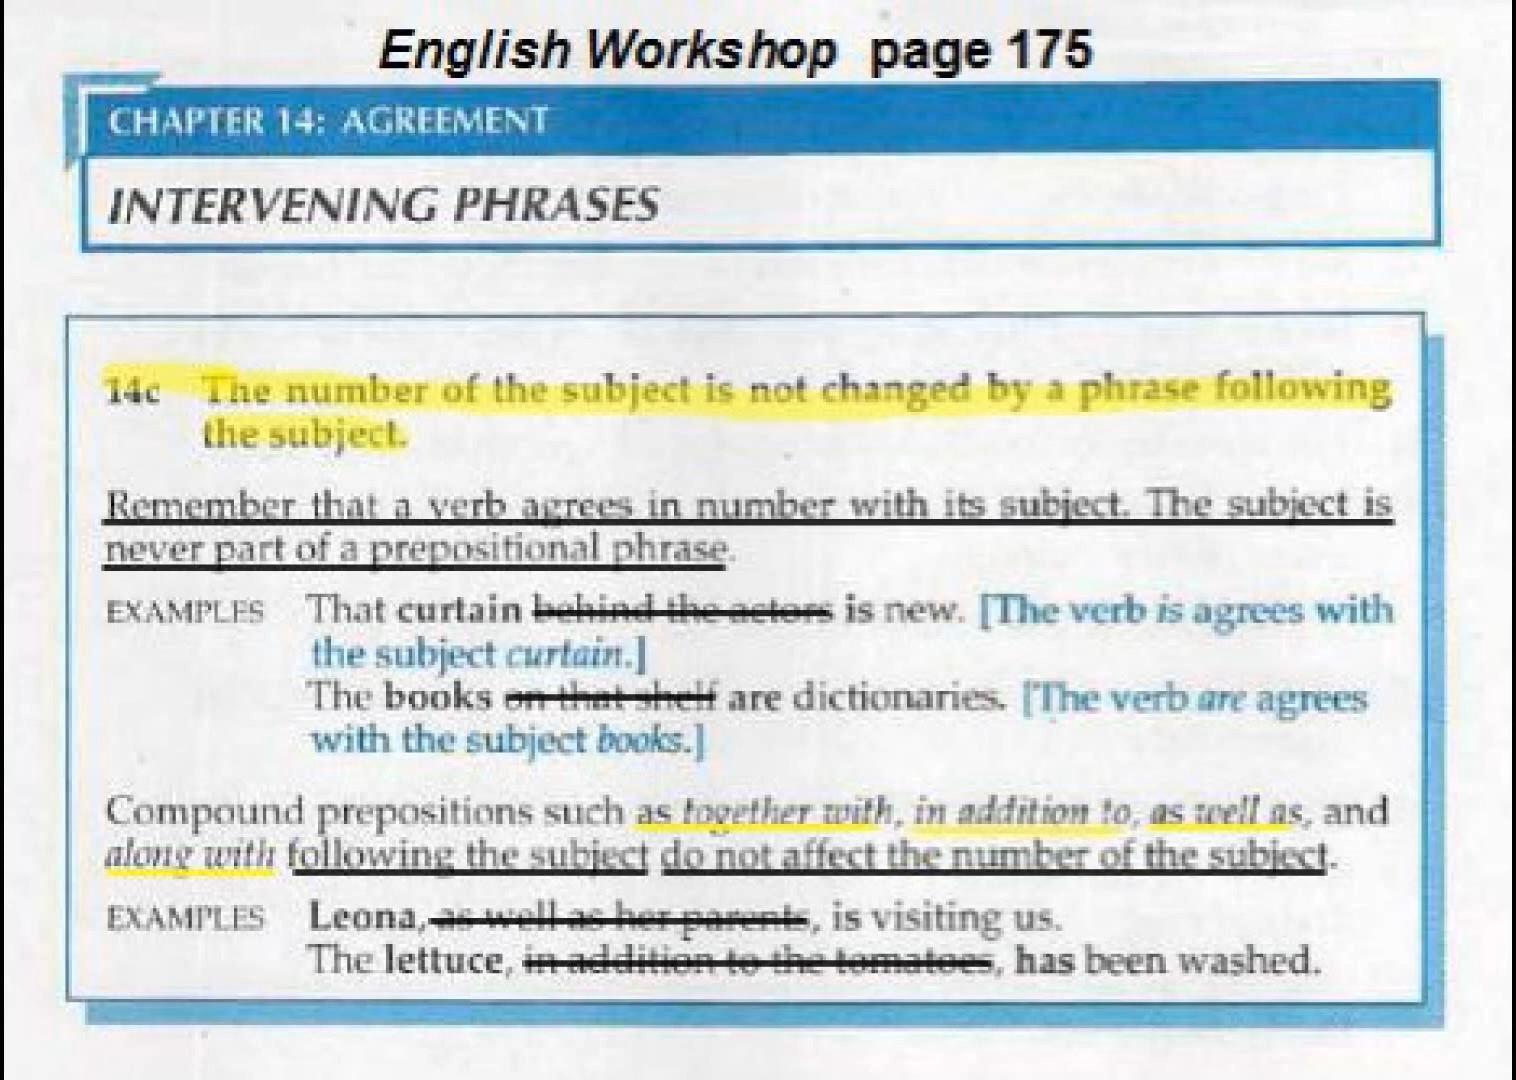 English Workshop page 175
CHAPTER 14: AGREEMENT
INTERVENING PHRASES
14c The number of the subject is not changed by a phrase following
the subject.
Remember that a verb agrees in number with its subject. The subject is
never part of a prepositional phrase.
EXAMPLES That curtain behind the actors is new. [The verb is agrees with
the subject curtain.]
The books on that shelf are dictionaries. [The verb are agrees
with the subject books.]
Compound prepositions such as together with, in addition to, as well as, and
along with following the subject do not affect the number of the subject.
EXAMPLES Leona, as well as her parents, is visiting us.
The lettuce, in addition to the tomatoes, has been washed.